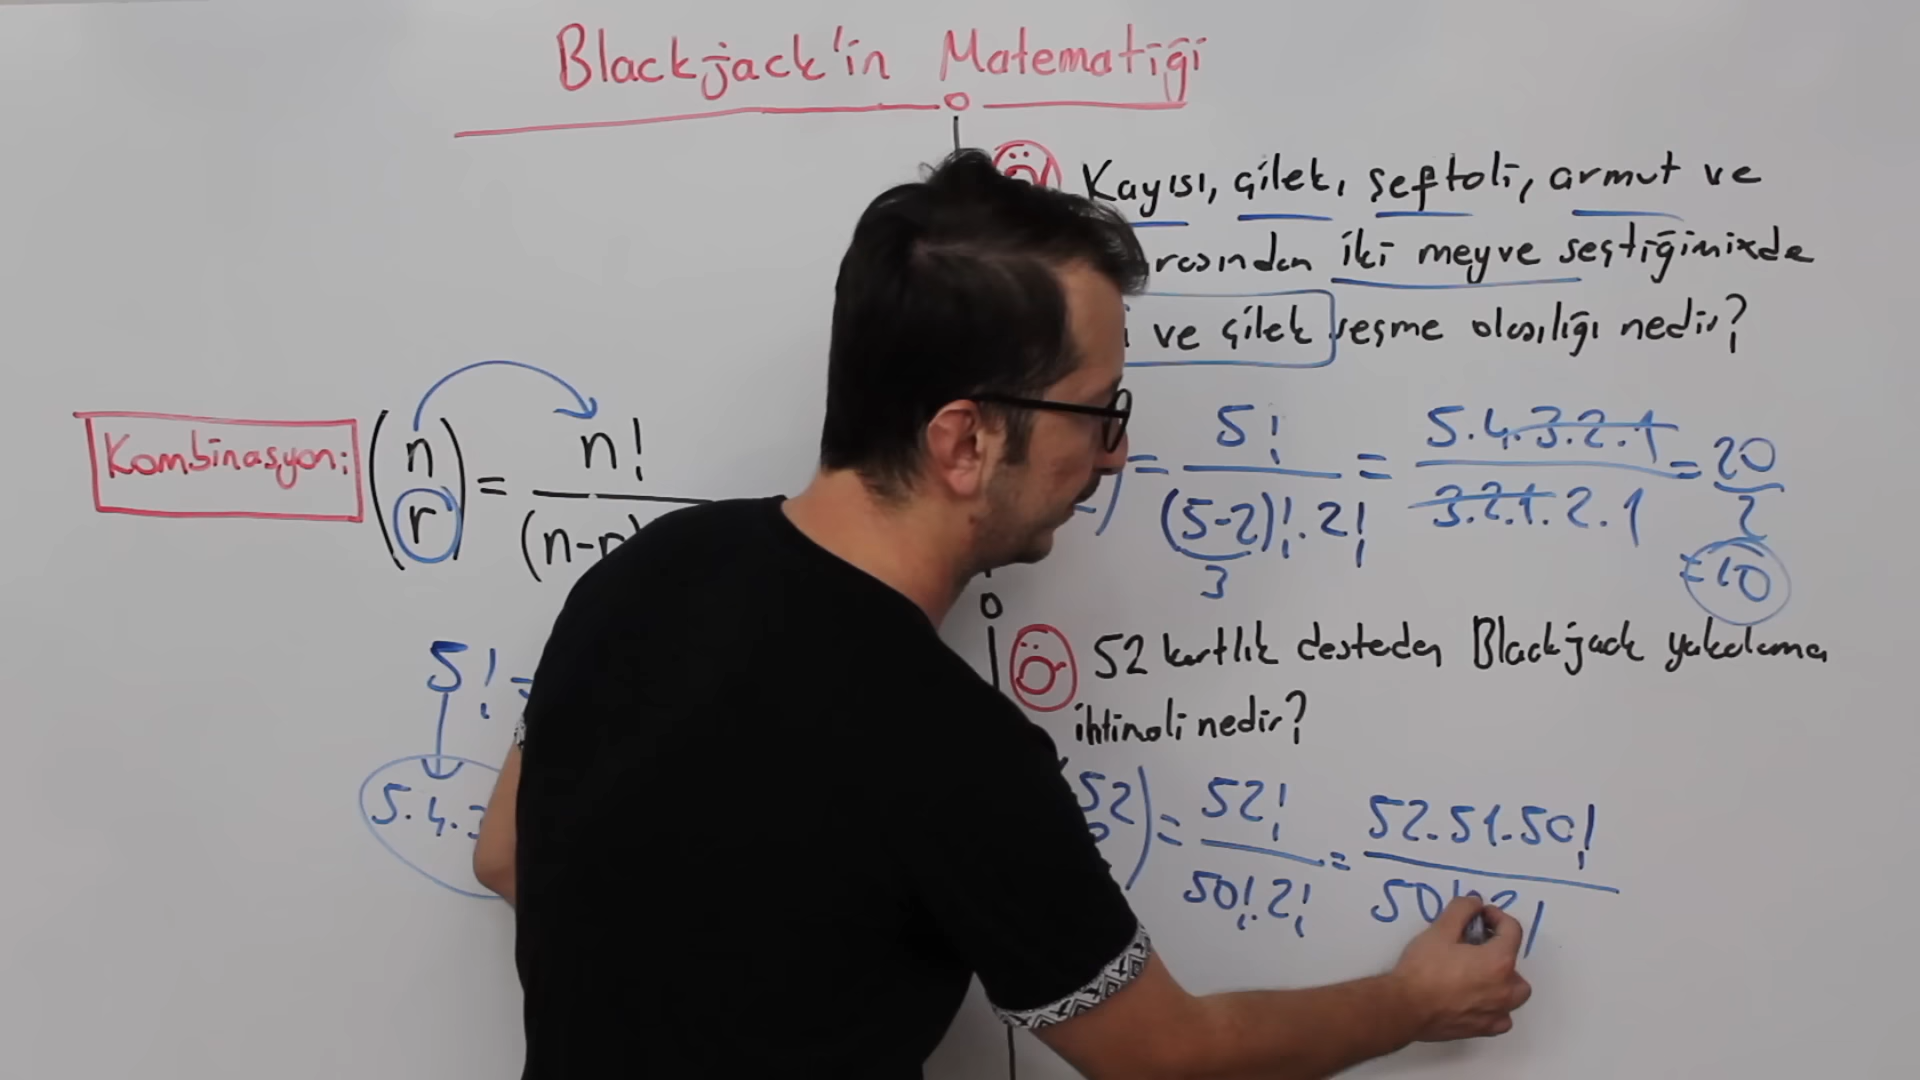 Blackjack'in Matematiği
Kombinasyon:
(n r) = n! / (n-r)
5! =
5.4.3
Kayısı, çilek, şeftali, armut ve
arasından iki meyve seçtiğimizde
ve çilek seçme olasılığı nedir?
= 5! / (5-2)!.2! = 5.4.3.2.1 / 3.2.1.2.1 = 20 / 2
3
=10
52 kartlık desteden Blackjack yakalama
ihtimali nedir?
52) = 52! / 50!.2! = 52.51.50! / 50!.2!